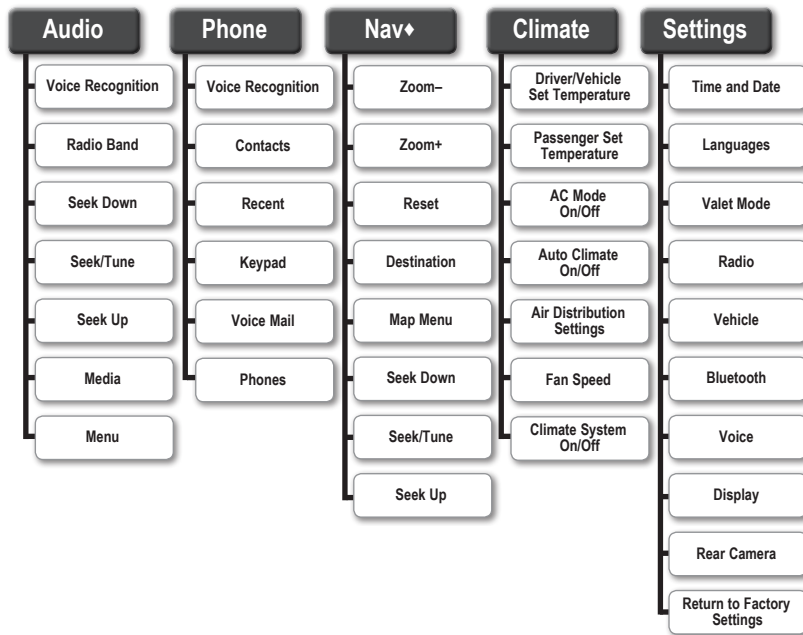 Audio
Voice Recognition
Radio Band
Seek Down
Seek/Tune
Seek Up
Media
Menu
Phone
Voice Recognition
Contacts
Recent
Keypad
Voice Mail
Phones
Nav♦
Zoom–
Zoom+
Reset
Destination
Map Menu
Seek Down
Seek/Tune
Seek Up
Climate
Driver/Vehicle
Set Temperature
Passenger Set
Temperature
AC Mode
On/Off
Auto Climate
On/Off
Air Distribution
Settings
Fan Speed
Climate System
On/Off
Settings
Time and Date
Languages
Valet Mode
Radio
Vehicle
Bluetooth
Voice
Display
Rear Camera
Return to Factory
Settings